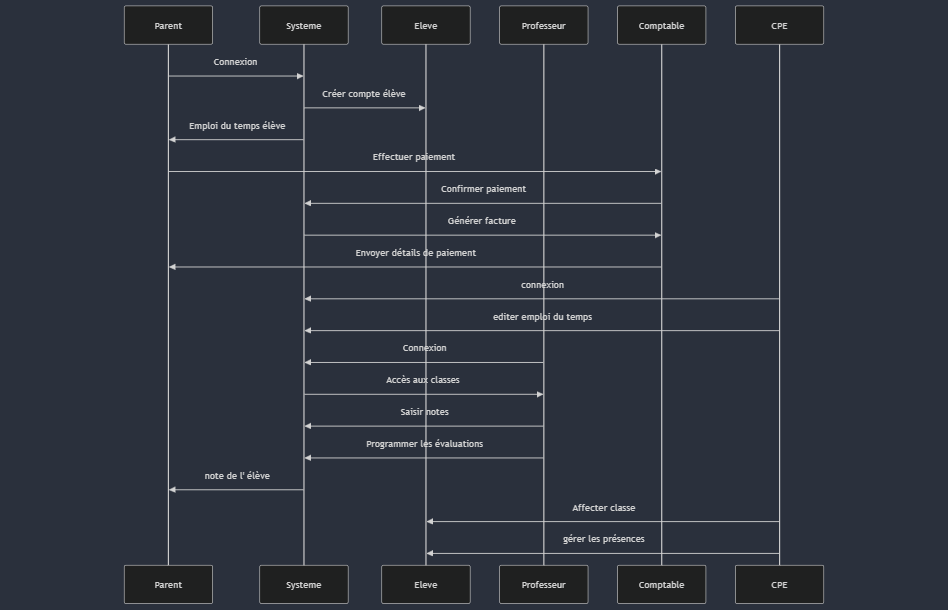 Parent Systeme Eleve Professeur Comptable CPE
Connexion
Créer compte élève
Emploi du temps élève
Effectuer paiement
Confirmer paiement
Générer facture
Envoyer détails de paiement
connexion
editer emploi du temps
Connexion
Accès aux classes
Saisir notes
Programmer les évaluations
note de l' élève
Affecter classe
gérer les présences
Parent Systeme Eleve Professeur Comptable CPE